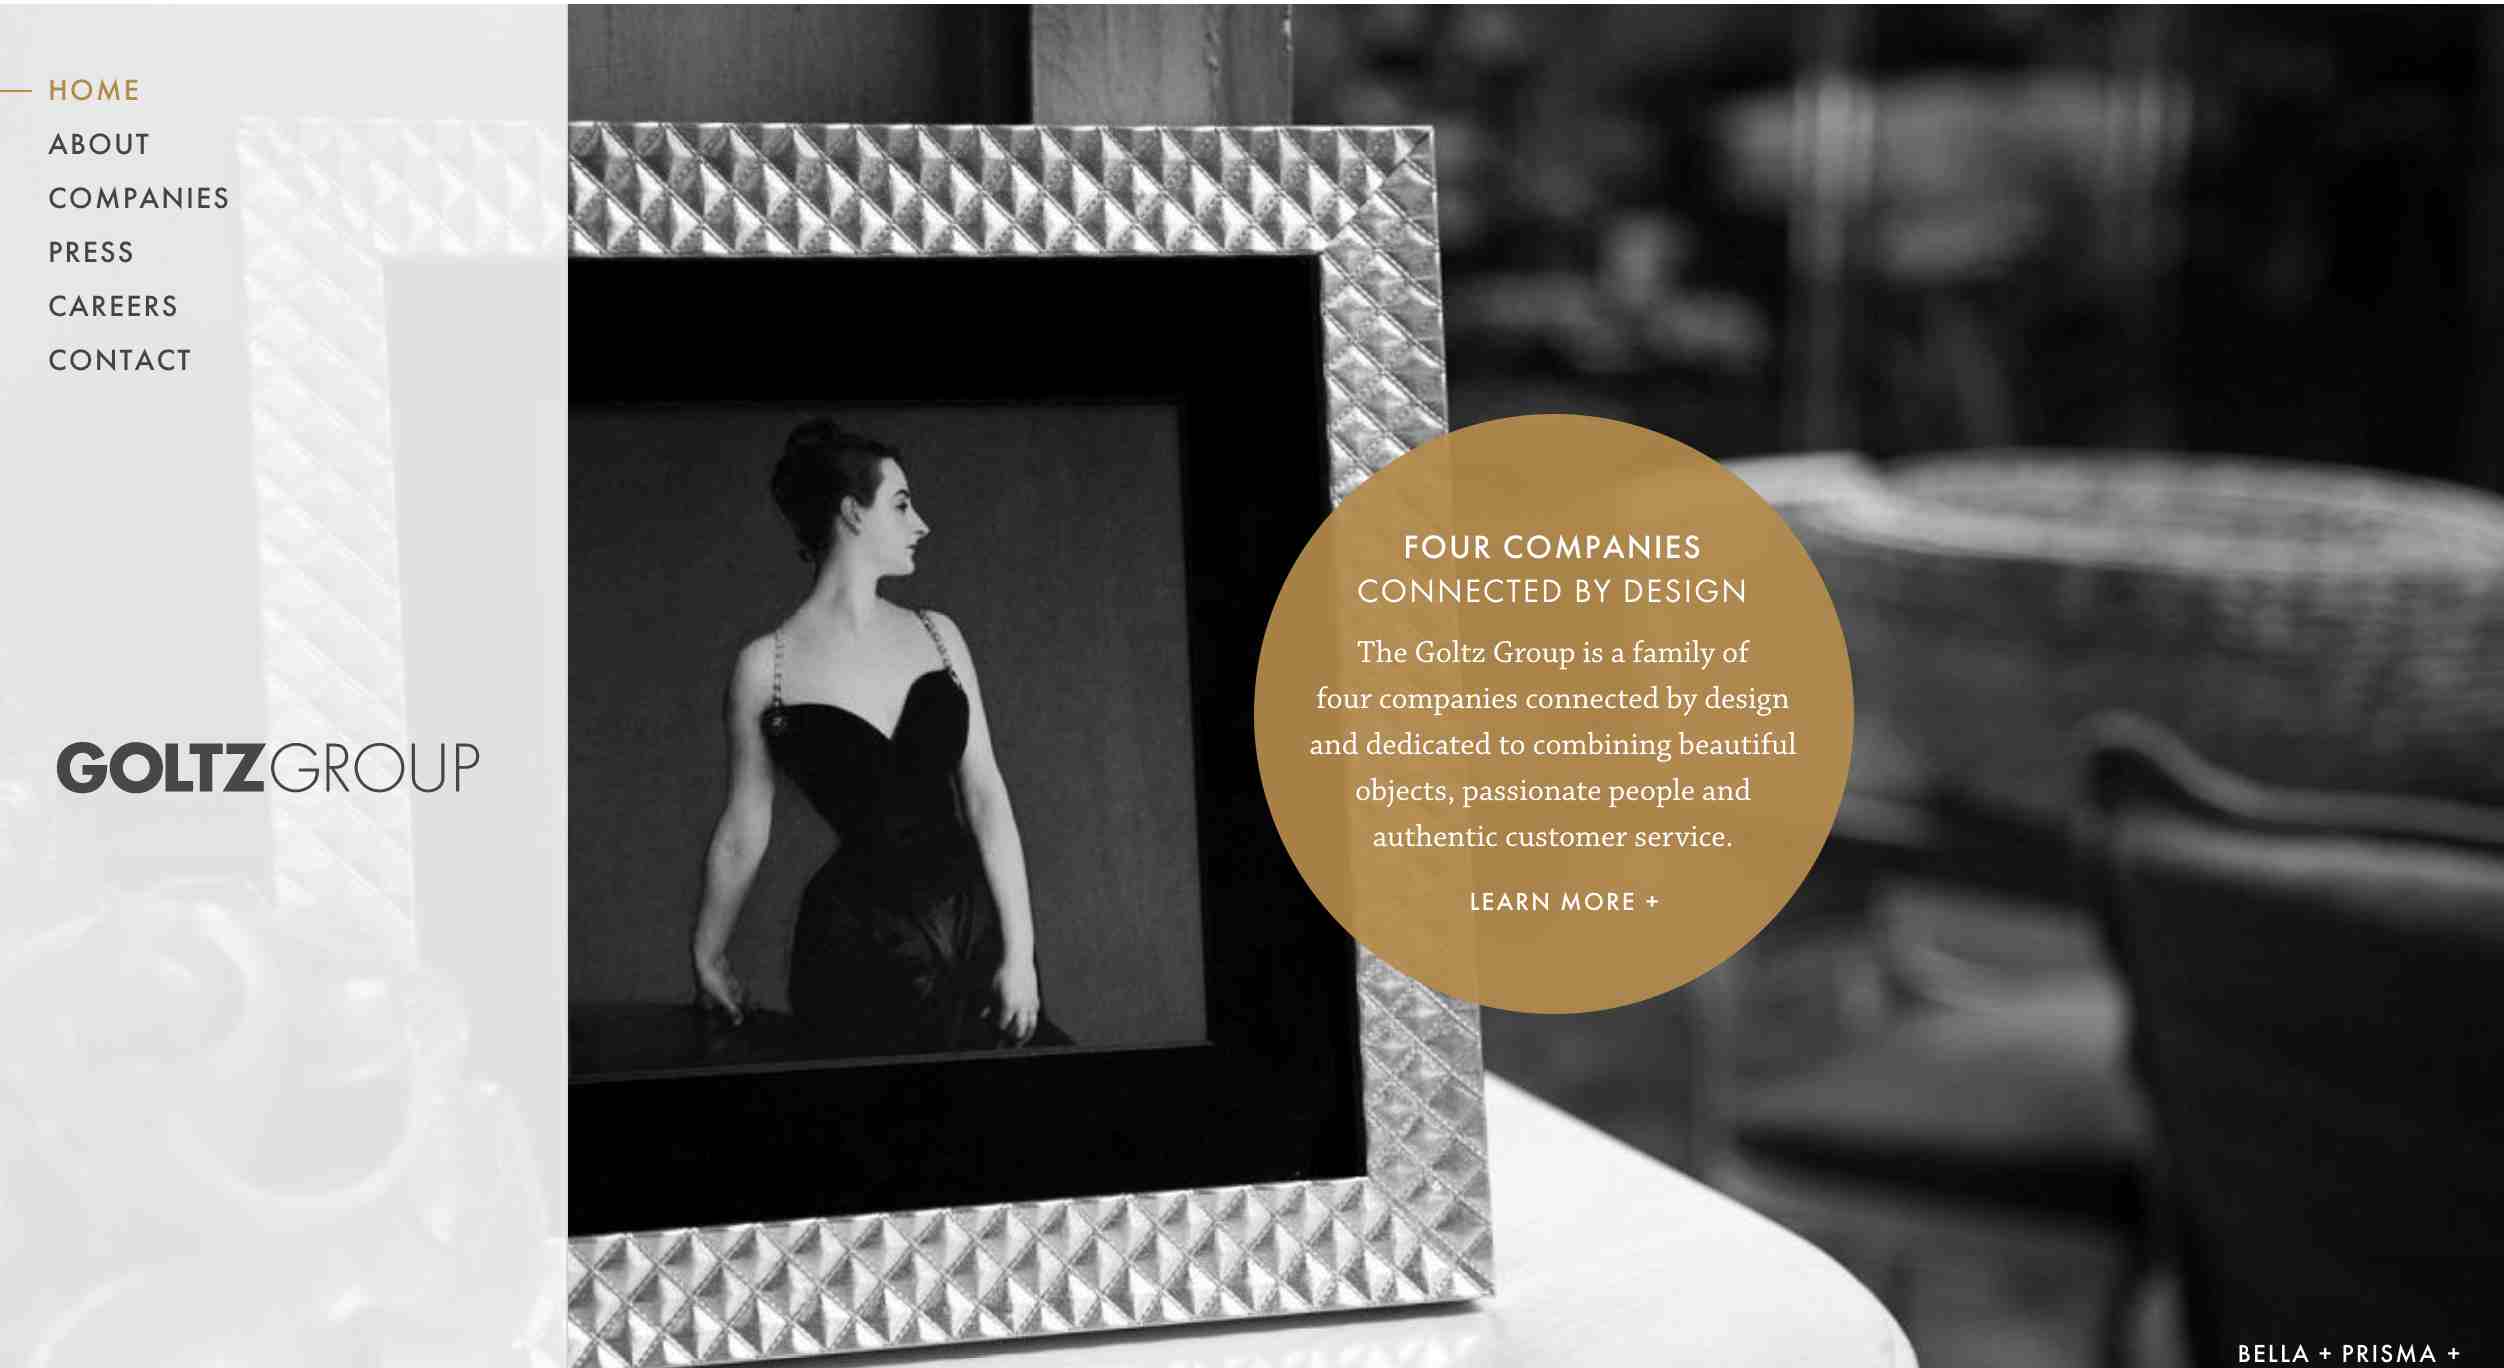 HOME
ABOUT
COMPANIES
PRESS
CAREERS
CONTACT
GOLTZGROUP
FOUR COMPANIES
CONNECTED BY DESIGN
The Goltz Group is a family of
four companies connected by design
and dedicated to combining beautiful
objects, passionate people and
authentic customer service.
LEARN MORE +
BELLA + PRISMA +